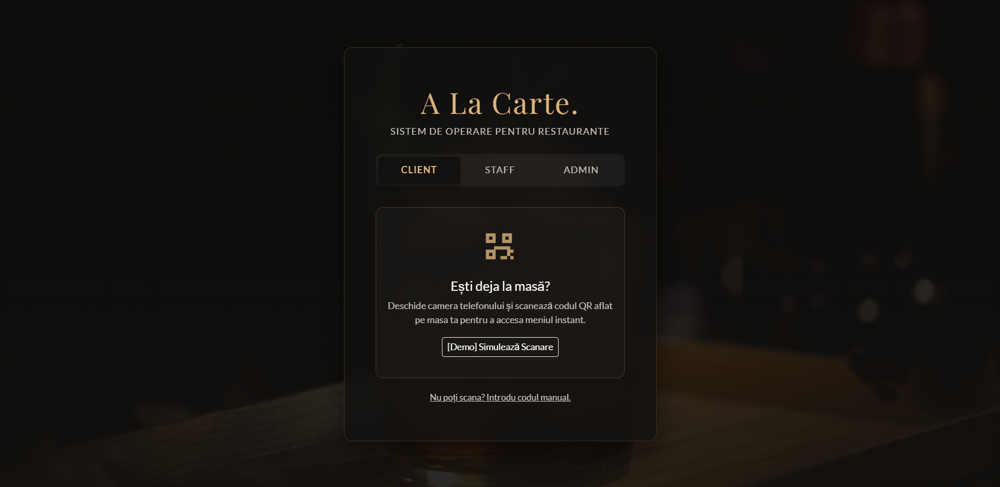 A La Carte.
SISTEM DE OPERARE PENTRU RESTAURANTE
CLIENT
STAFF
ADMIN
Ești deja la masă?
Deschide camera telefonului și scanează codul QR aflat
pe masa ta pentru a accesa meniul instant.
[Demo] Simulează Scanare
Nu poți scana? Introdu codul manual.